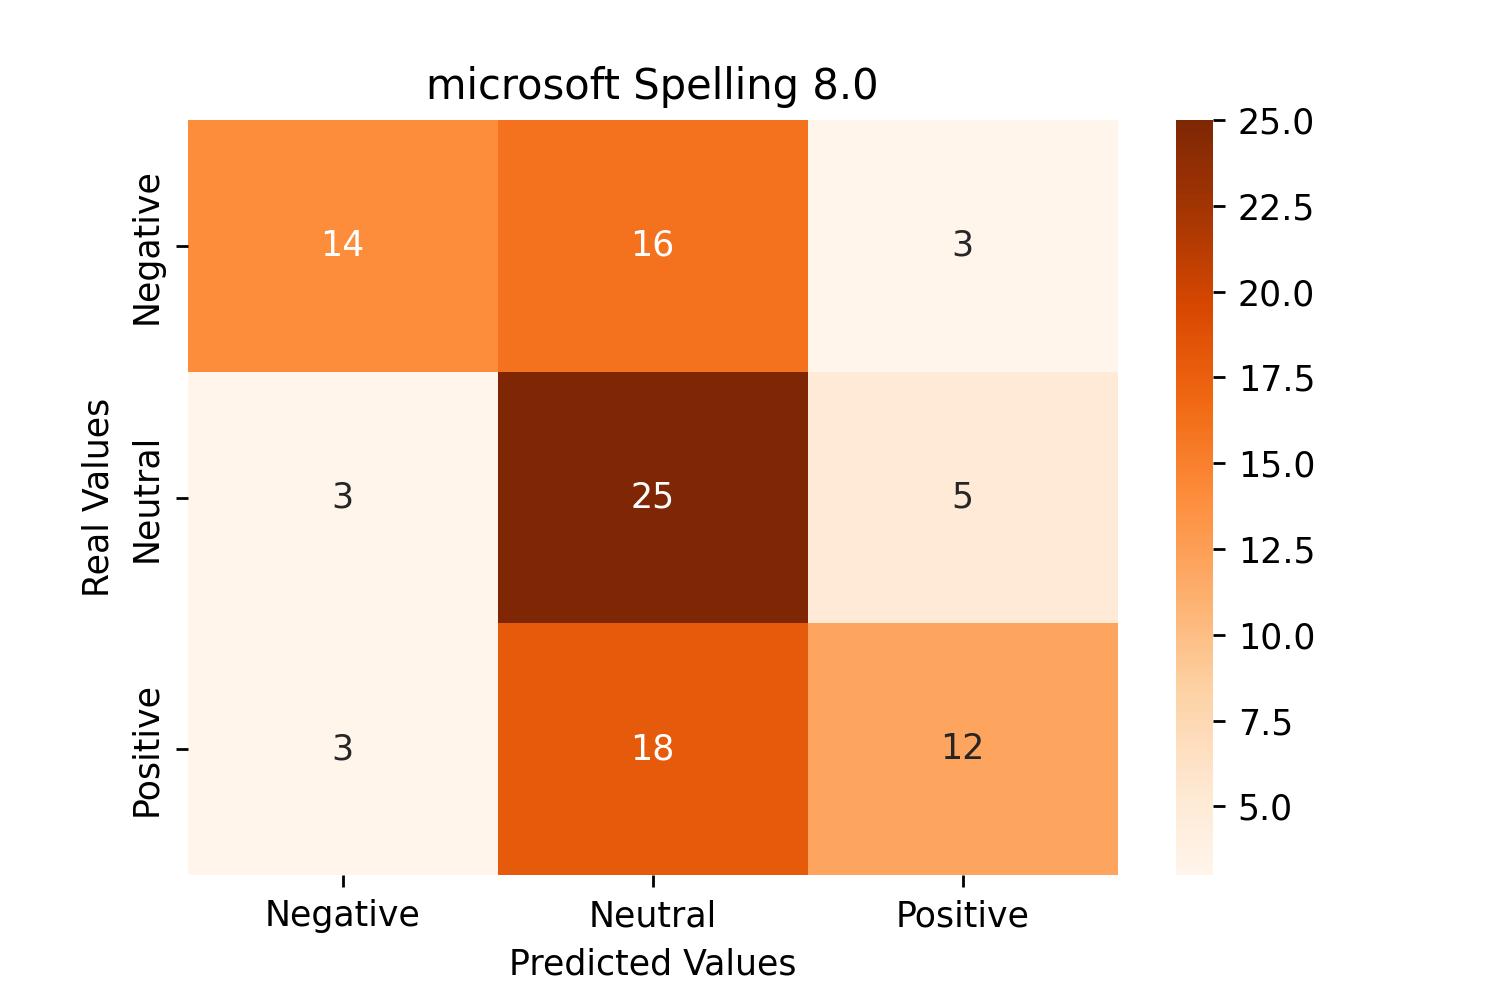 microsoft Spelling 8.0
Real Values
Negative
14 16 3
Neutral
3 25 5
Positive
3 18 12
Negative Neutral Positive
Predicted Values
25.0
22.5
20.0
17.5
15.0
12.5
10.0
7.5
5.0